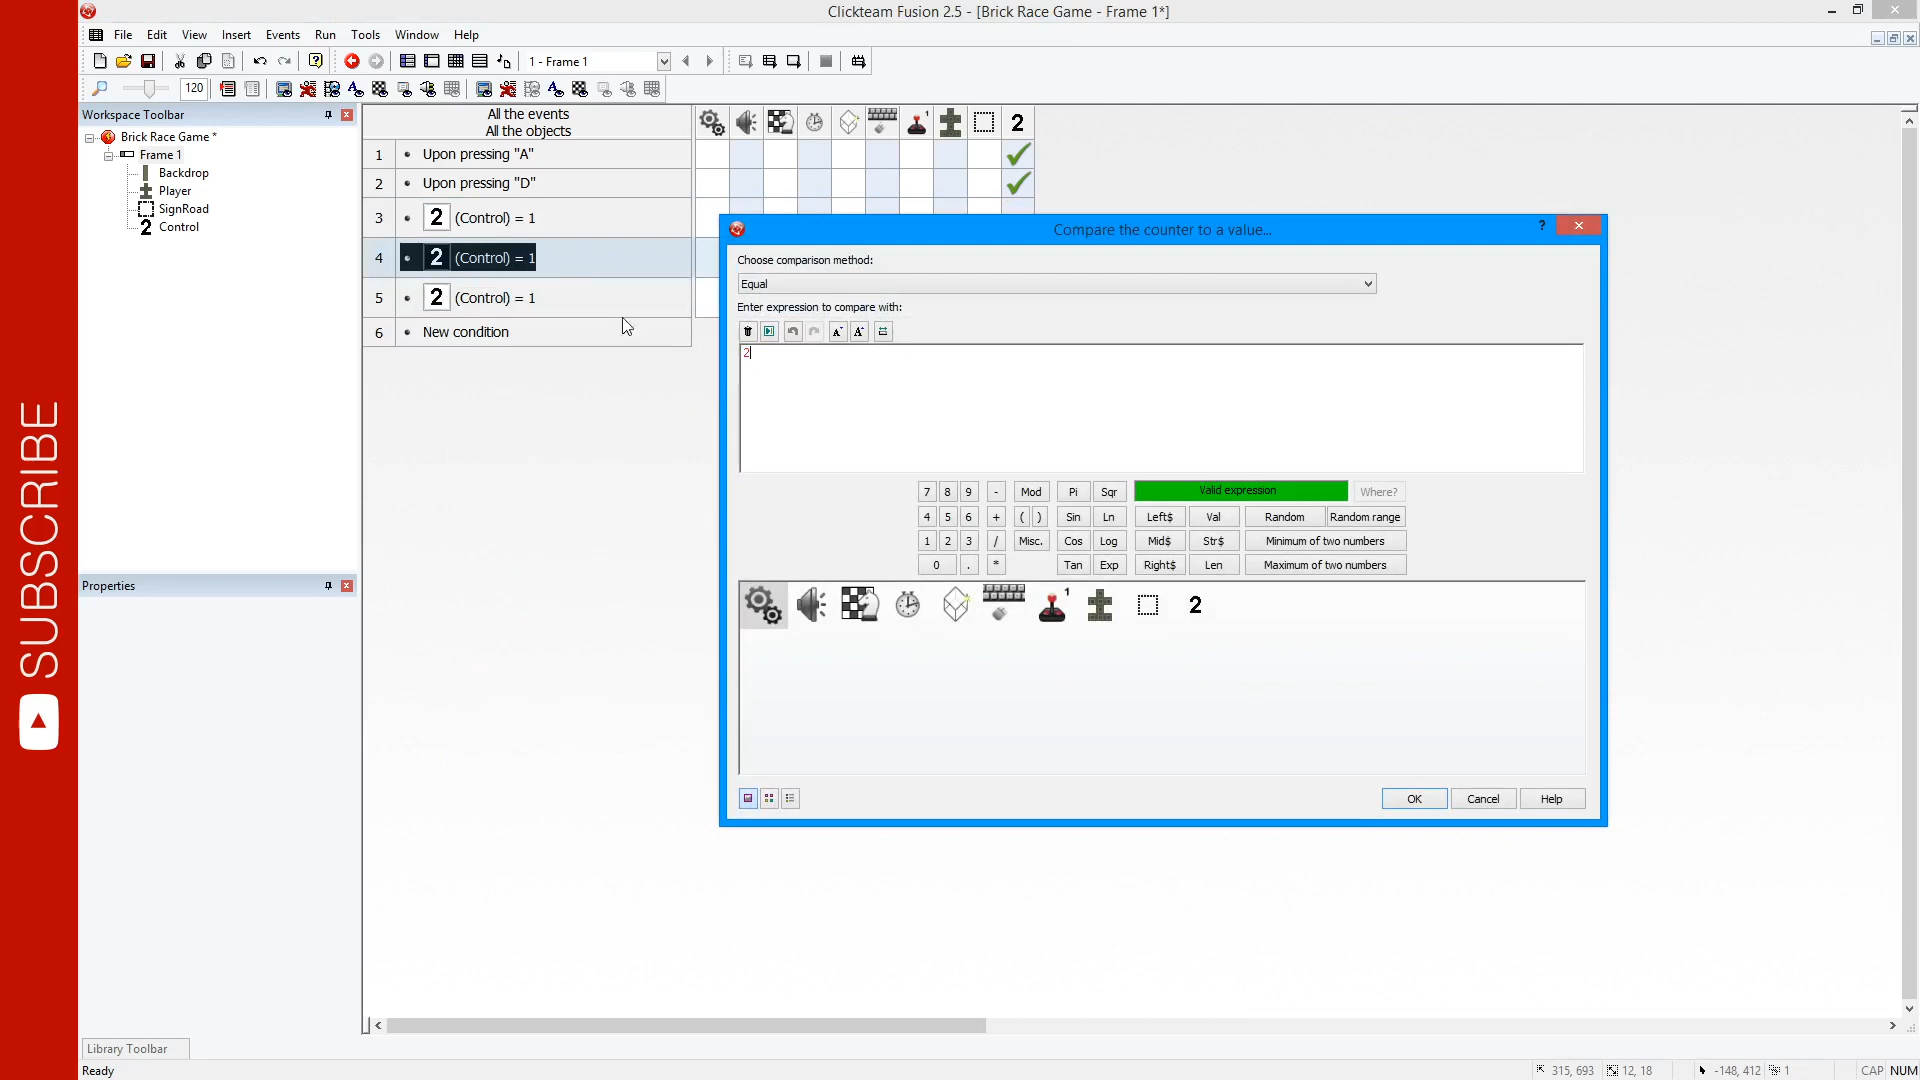 Clickteam Fusion 2.5 - [Brick Race Game - Frame 1*]
File Edit View Insert Events Run Tools Window Help
1 - Frame 1
120
Workspace Toolbar
Brick Race Game *
Frame 1
Backdrop
Player
SignRoad
2 Control
Properties
All the events
All the objects
1 2
1 • Upon pressing "A"
2 • Upon pressing "D"
3 • 2 (Control) = 1
4 • 2 (Control) = 1
5 • 2 (Control) = 1
6 • New condition
Compare the counter to a value...
?
Choose comparison method:
Equal
Enter expression to compare with:
2
7 8 9 - Mod Pi Sqr Valid expression Where?
4 5 6 + ( ) Sin Ln Left$ Val Random Random range
1 2 3 / Misc. Cos Log Mid$ Str$ Minimum of two numbers
0 . * Tan Exp Right$ Len Maximum of two numbers
1 2
OK Cancel Help
SUBSCRIBE
Library Toolbar
Ready
315, 693 12, 18 -148, 412 1 CAP NUM